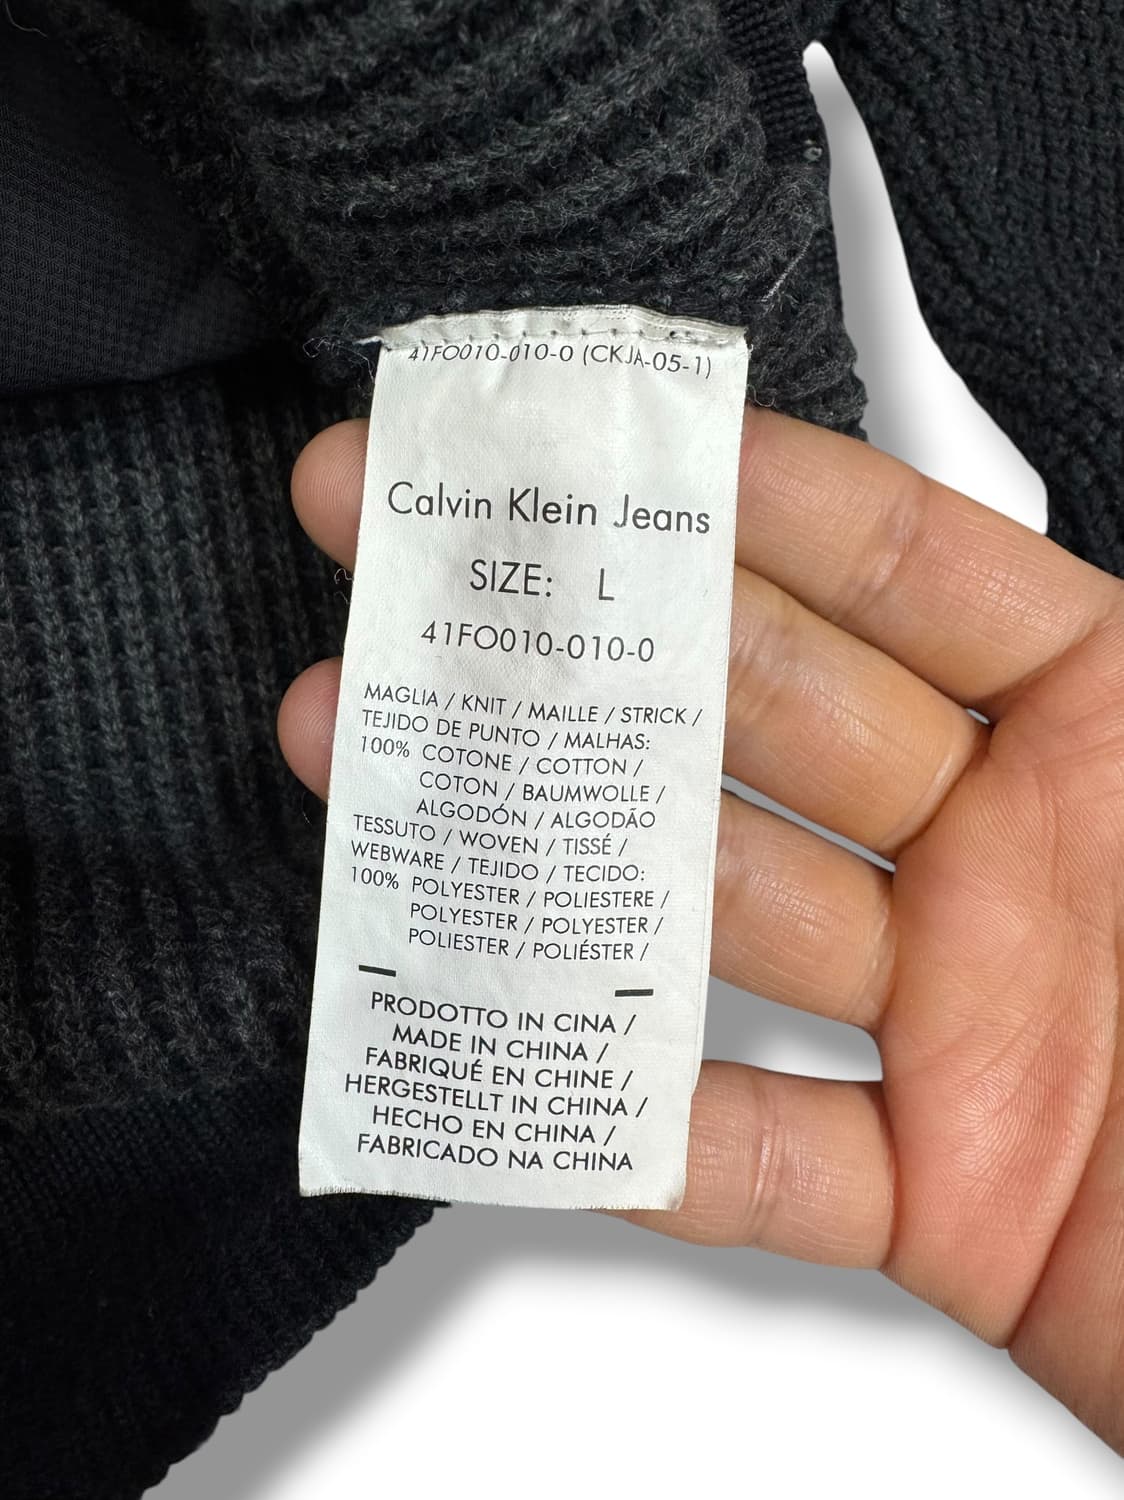 41FO010-010-0 (CKJA-05-1)
Calvin Klein Jeans
SIZE: L
41FO010-010-0
MAGLIA / KNIT / MAILLE / STRICK /
TEJIDO DE PUNTO / MALHAS:
100% COTONE / COTTON /
COTON / BAUMWOLLE /
ALGODÓN / ALGODÃO
TESSUTO / WOVEN / TISSÉ /
WEBWARE / TEJIDO / TECIDO:
100% POLYESTER / POLIESTERE /
POLYESTER / POLYESTER /
POLIESTER / POLIÉSTER /
PRODOTTO IN CINA /
MADE IN CHINA /
FABRIQUÉ EN CHINE /
HERGESTELLT IN CHINA /
HECHO EN CHINA /
FABRICADO NA CHINA